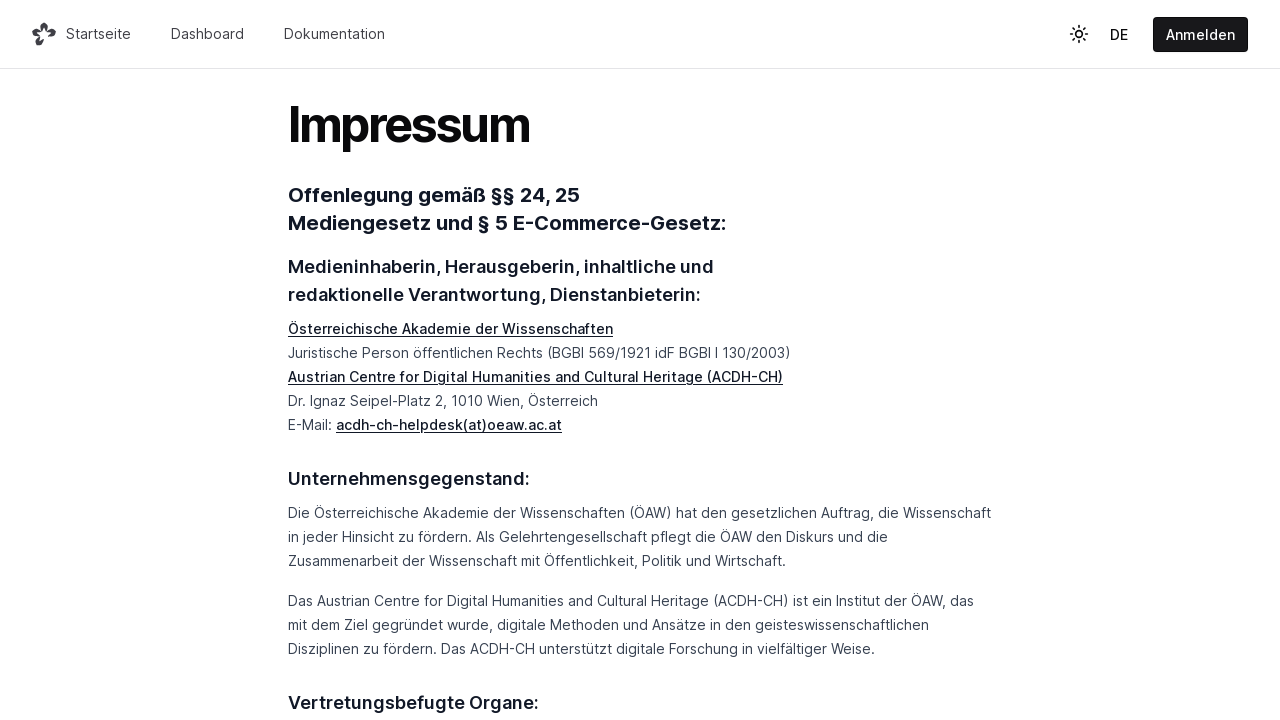 Startseite
Dashboard
Dokumentation
DE
Anmelden
Impressum
Offenlegung gemäß §§ 24, 25
Mediengesetz und § 5 E-Commerce-Gesetz:
Medieninhaberin, Herausgeberin, inhaltliche und
redaktionelle Verantwortung, Dienstanbieterin:
Österreichische Akademie der Wissenschaften
Juristische Person öffentlichen Rechts (BGBl 569/1921 idF BGBl I 130/2003)
Austrian Centre for Digital Humanities and Cultural Heritage (ACDH-CH)
Dr. Ignaz Seipel-Platz 2, 1010 Wien, Österreich
E-Mail: acdh-ch-helpdesk(at)oeaw.ac.at
Unternehmensgegenstand:
Die Österreichische Akademie der Wissenschaften (ÖAW) hat den gesetzlichen Auftrag, die Wissenschaft
in jeder Hinsicht zu fördern. Als Gelehrtengesellschaft pflegt die ÖAW den Diskurs und die
Zusammenarbeit der Wissenschaft mit Öffentlichkeit, Politik und Wirtschaft.
Das Austrian Centre for Digital Humanities and Cultural Heritage (ACDH-CH) ist ein Institut der ÖAW, das
mit dem Ziel gegründet wurde, digitale Methoden und Ansätze in den geisteswissenschaftlichen
Disziplinen zu fördern. Das ACDH-CH unterstützt digitale Forschung in vielfältiger Weise.
Vertretungsbefugte Organe: